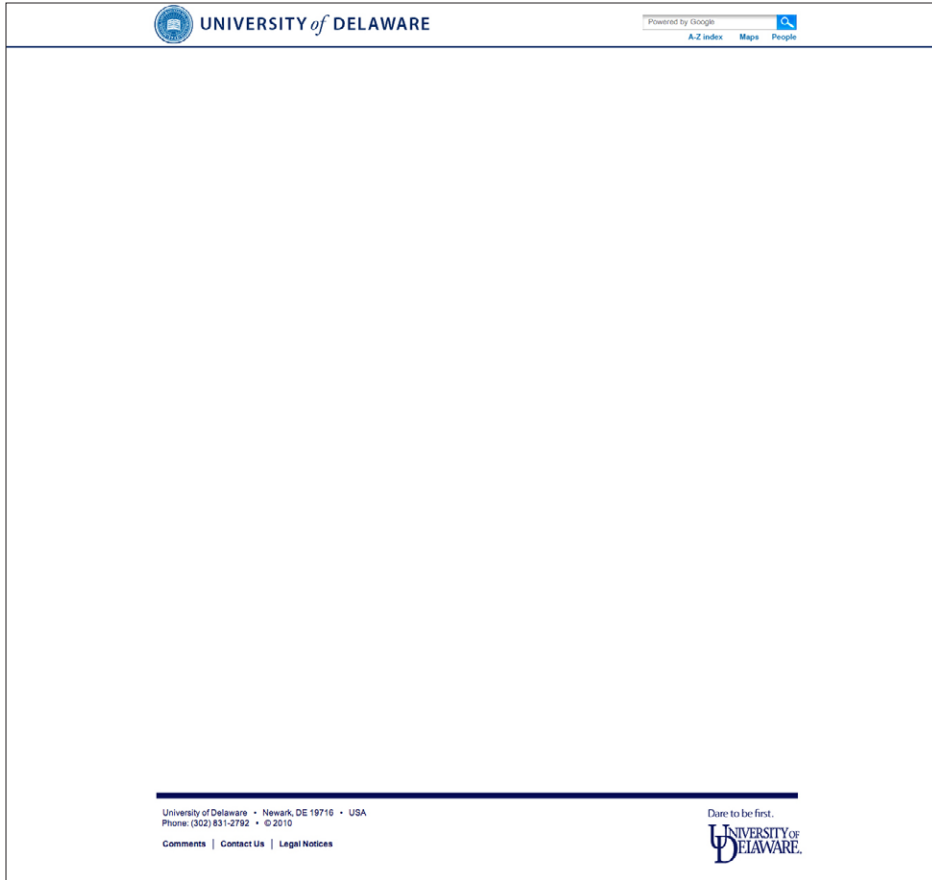 UNIVERSITY of DELAWARE
Powered by Google
A-Z index Maps People
University of Delaware • Newark, DE 19716 • USA
Phone: (302) 831-2792 • © 2010
Comments | Contact Us | Legal Notices
Dare to be first.
UNIVERSITY OF
DELAWARE.